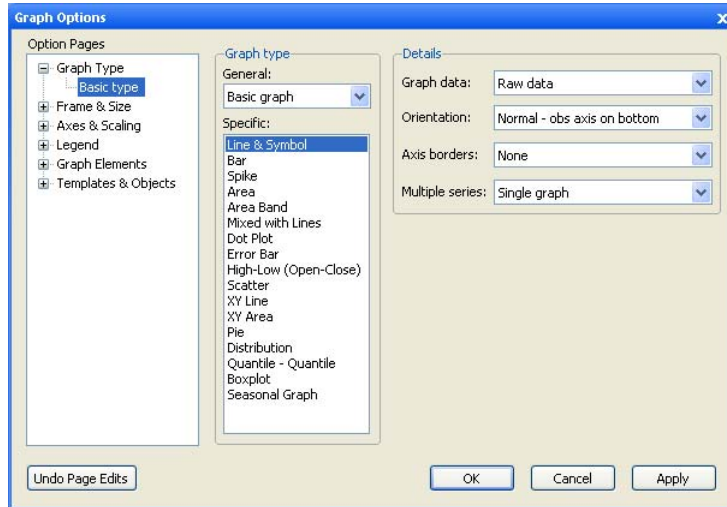 Graph Options
Option Pages
Graph Type
Basic type
Frame & Size
Axes & Scaling
Legend
Graph Elements
Templates & Objects
Graph type
General:
Basic graph
Specific:
Line & Symbol
Bar
Spike
Area
Area Band
Mixed with Lines
Dot Plot
Error Bar
High-Low (Open-Close)
Scatter
XY Line
XY Area
Pie
Distribution
Quantile - Quantile
Boxplot
Seasonal Graph
Details
Graph data: Raw data
Orientation: Normal - obs axis on bottom
Axis borders: None
Multiple series: Single graph
Undo Page Edits
OK
Cancel
Apply